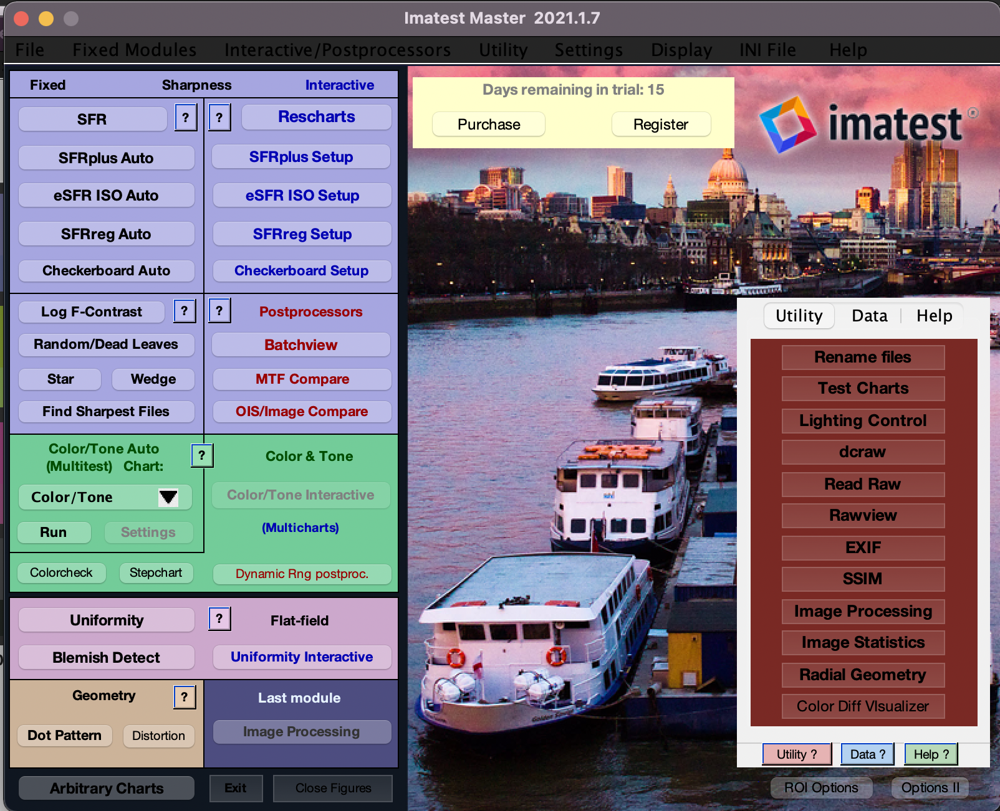 Imatest Master  2021.1.7
File Fixed Modules Interactive/Postprocessors Utility Settings Display INI File Help
Fixed Sharpness Interactive
SFR ? ? Rescharts
SFRplus Auto SFRplus Setup
eSFR ISO Auto eSFR ISO Setup
SFRreg Auto SFRreg Setup
Checkerboard Auto Checkerboard Setup
Log F-Contrast ? ? Postprocessors
Random/Dead Leaves Batchview
Star Wedge MTF Compare
Find Sharpest Files OIS/Image Compare
Color/Tone Auto
(Multitest) Chart: ? Color & Tone
Color/Tone Color/Tone Interactive
Run Settings (Multicharts)
Colorcheck Stepchart Dynamic Rng postproc.
Uniformity ? Flat-field
Blemish Detect Uniformity Interactive
Geometry ? Last module
Dot Pattern Distortion Image Processing
Arbitrary Charts Exit Close Figures
Days remaining in trial: 15
Purchase Register
imatest®
Utility Data Help
Rename files
Test Charts
Lighting Control
dcraw
Read Raw
Rawview
EXIF
SSIM
Image Processing
Image Statistics
Radial Geometry
Color Diff VIsualizer
Utility ? Data ? Help ?
ROI Options Options II